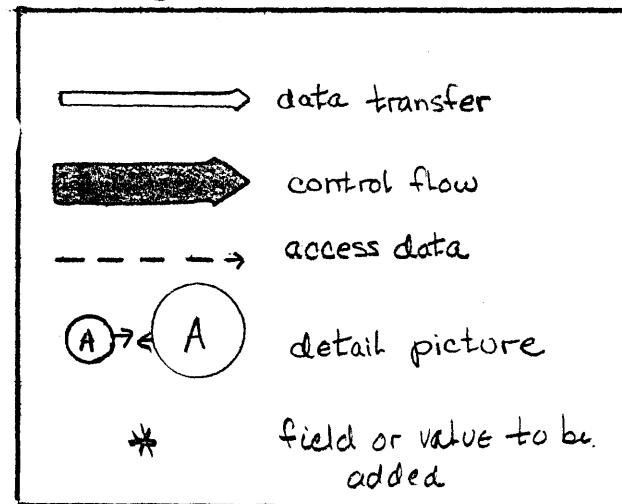 data transfer
control flow
access data
A A detail picture
* field or value to be.
added